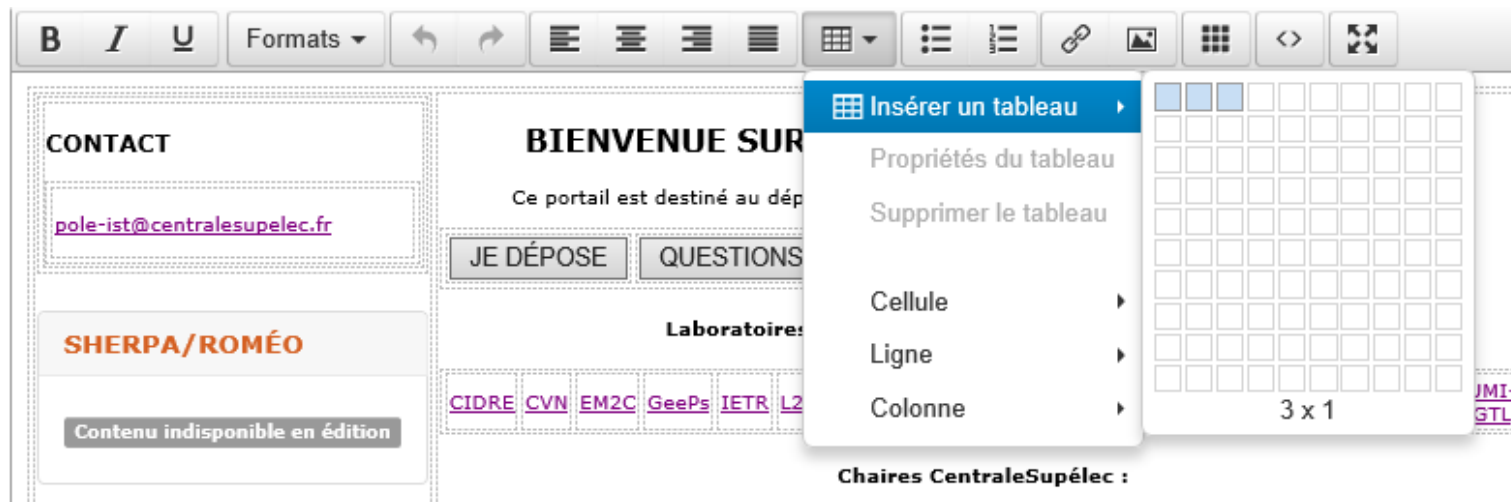 B I U Formats
Insérer un tableau
Propriétés du tableau
Supprimer le tableau
Cellule
Ligne
Colonne
3 x 1
CONTACT
pole-ist@centralesupelec.fr
SHERPA/ROMÉO
Contenu indisponible en édition
BIENVENUE SUR
Ce portail est destiné au dép
JE DÉPOSE QUESTIONS
Laboratoires
CIDRE CVN EM2C GeePs IETR L2
UMI-
GTL
Chaires CentraleSupélec :